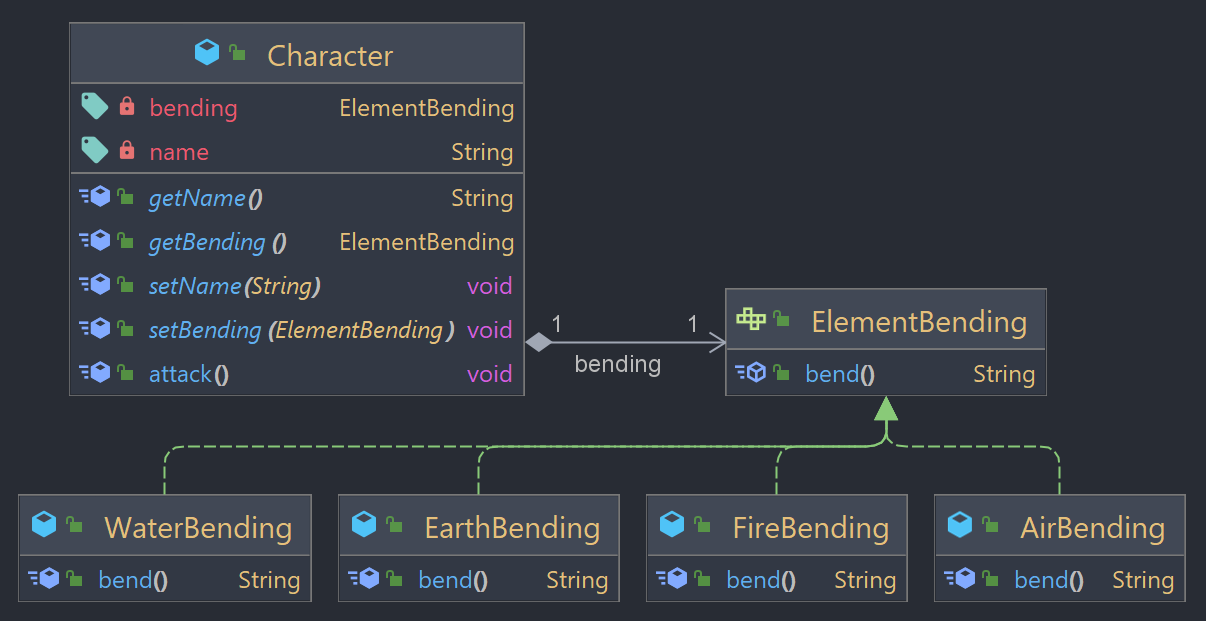 Character
bending ElementBending
name String
getName() String
getBending () ElementBending
setName(String) void
setBending (ElementBending ) void
attack() void
1 1
bending
ElementBending
bend() String
WaterBending
bend() String
EarthBending
bend() String
FireBending
bend() String
AirBending
bend() String